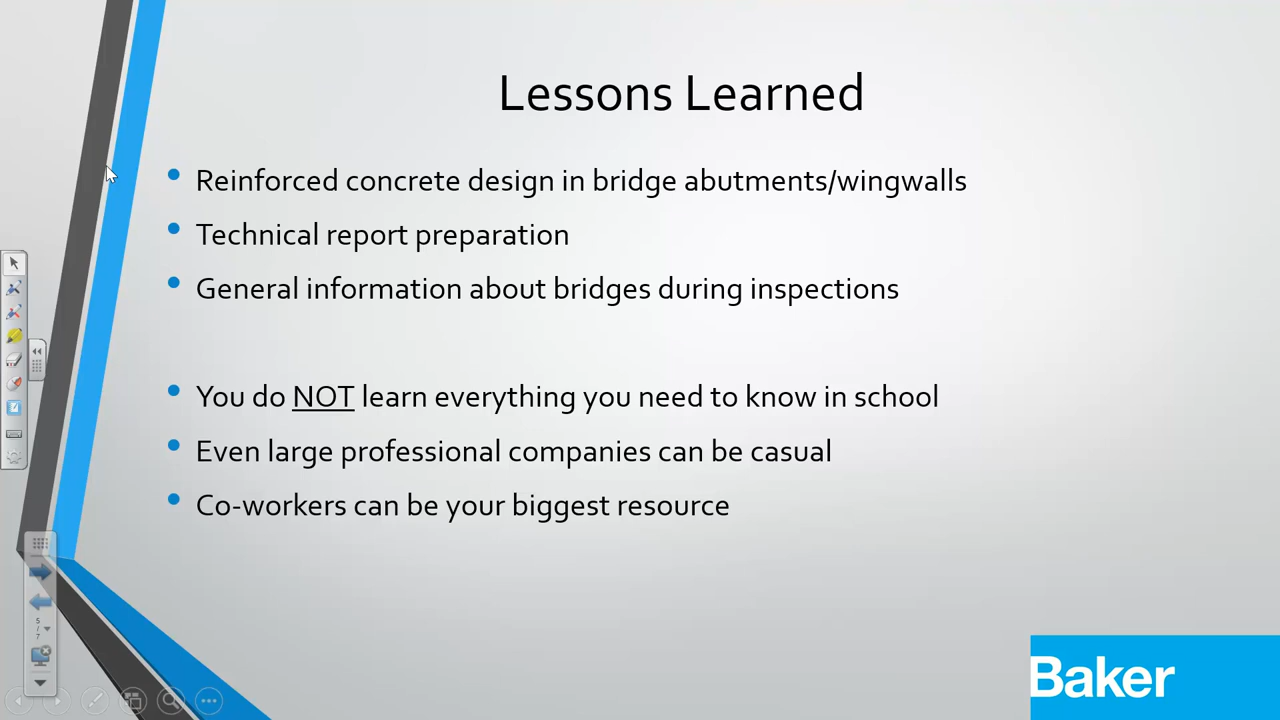 Lessons Learned
Reinforced concrete design in bridge abutments/wingwalls
Technical report preparation
General information about bridges during inspections
You do NOT learn everything you need to know in school
Even large professional companies can be casual
Co-workers can be your biggest resource
5
/
7
Baker